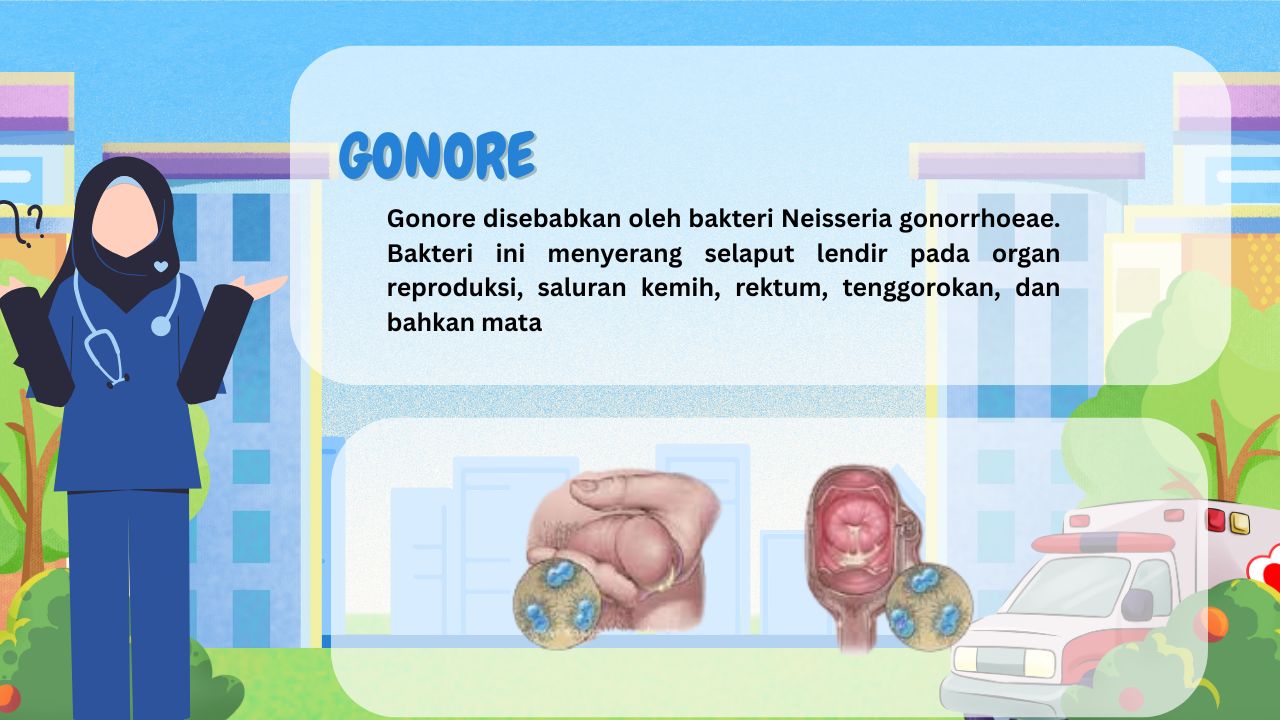 GONORE
Gonore disebabkan oleh bakteri Neisseria gonorrhoeae.
Bakteri ini menyerang selaput lendir pada organ
reproduksi, saluran kemih, rektum, tenggorokan, dan
bahkan mata